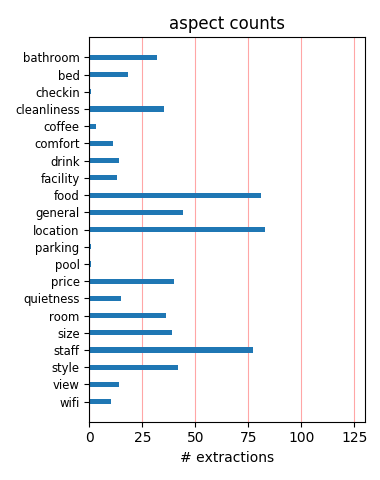 aspect counts
bathroom
bed
checkin
cleanliness
coffee
comfort
drink
facility
food
general
location
parking
pool
price
quietness
room
size
staff
style
view
wifi
0 25 50 75 100 125
# extractions